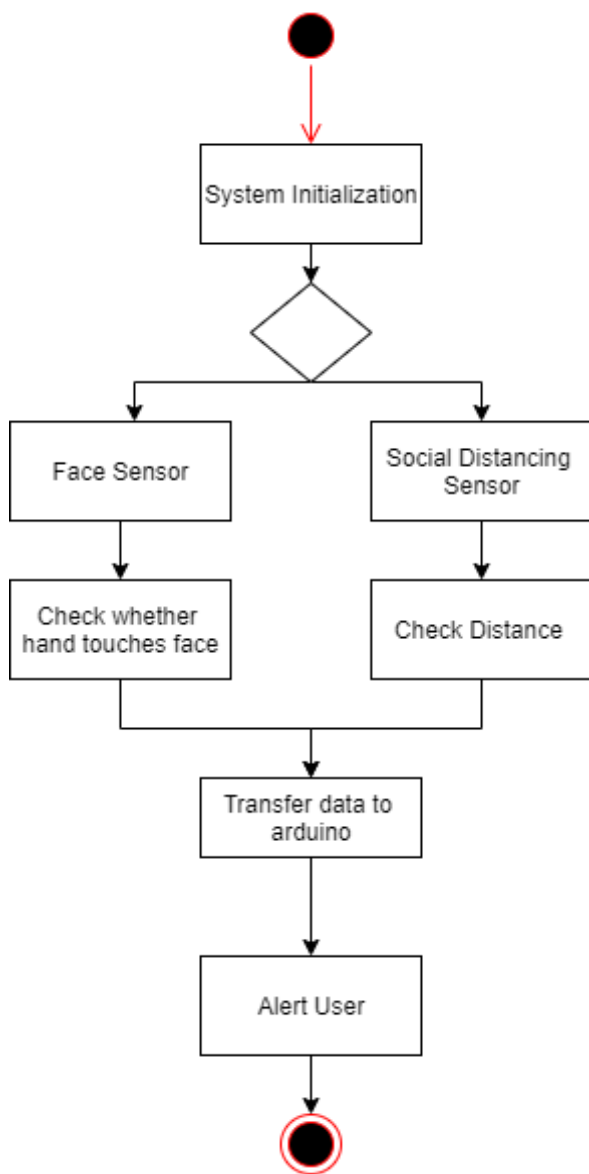 System Initialization
Face Sensor
Social Distancing
Sensor
Check whether
hand touches face
Check Distance
Transfer data to
arduino
Alert User